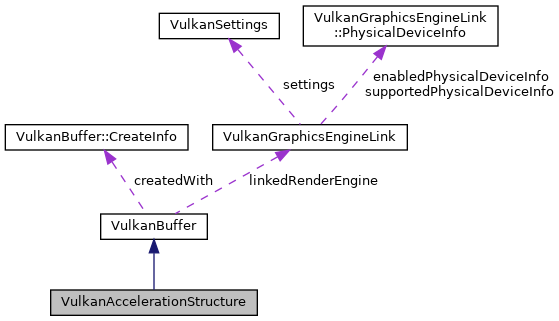 VulkanSettings
VulkanGraphicsEngineLink
::PhysicalDeviceInfo
settings
enabledPhysicalDeviceInfo
supportedPhysicalDeviceInfo
VulkanBuffer::CreateInfo
VulkanGraphicsEngineLink
createdWith
linkedRenderEngine
VulkanBuffer
VulkanAccelerationStructure